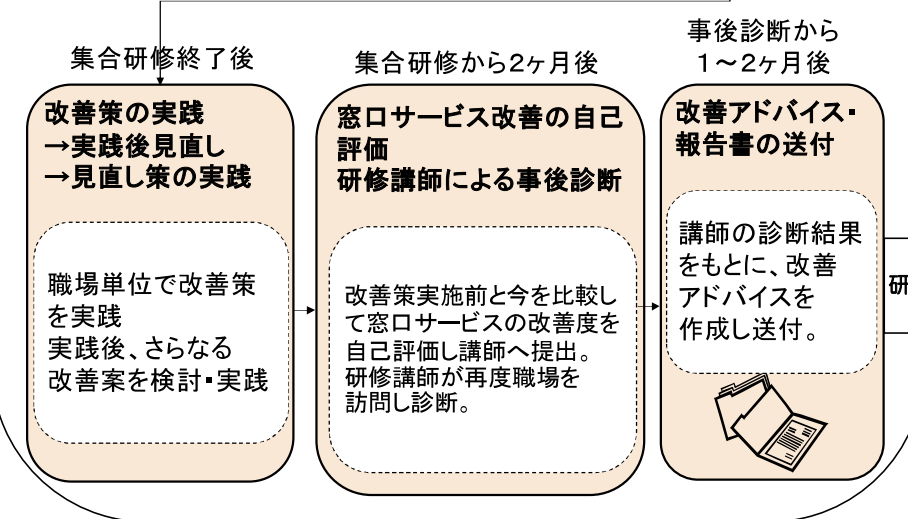 集合研修終了後
改善策の実践
→実践後見直し
→見直し策の実践
職場単位で改善策
を実践
実践後、さらなる
改善案を検討・実践
集合研修から2ヶ月後
窓口サービス改善の自己
評価
研修講師による事後診断
改善策実施前と今を比較し
て窓口サービスの改善度を
自己評価し講師へ提出。
研修講師が再度職場を
訪問し診断。
事後診断から
1～2ヶ月後
改善アドバイス・
報告書の送付
講師の診断結果
をもとに、改善
アドバイスを
作成し送付。
研